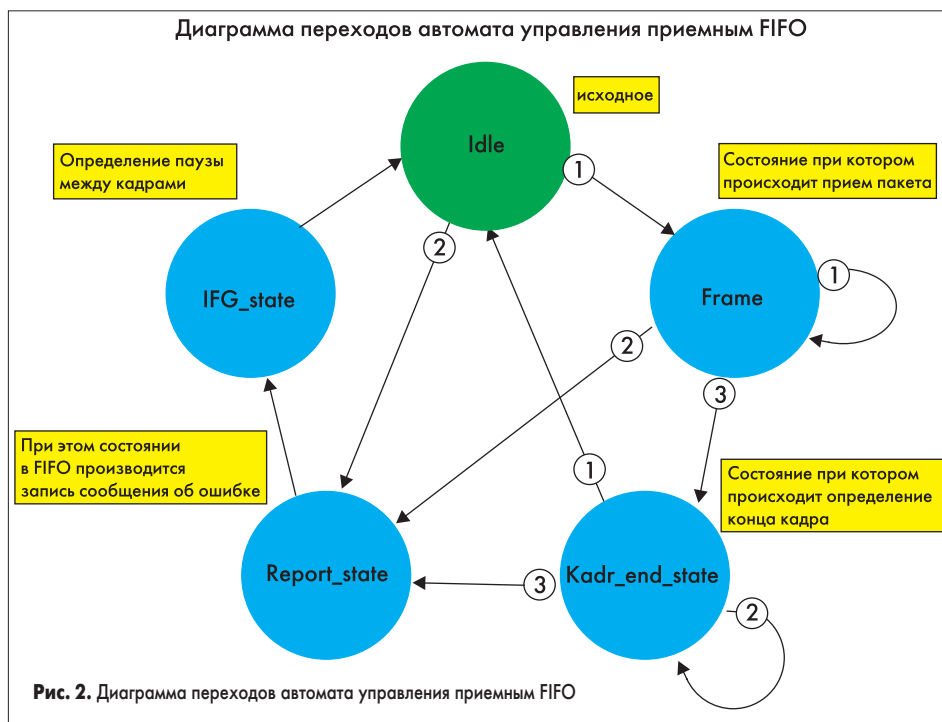 Диаграмма переходов автомата управления приемным FIFO
исходное
Idle
Определение паузы
между кадрами
1
Состояние при котором
происходит прием пакета
2
IFG_state
Frame
1
2
3
При этом состоянии
в FIFO производится
запись сообщения об ошибке
1
Состояние при котором
происходит определение
конца кадра
Report_state
3
Kadr_end_state
2
Рис. 2. Диаграмма переходов автомата управления приемным FIFO